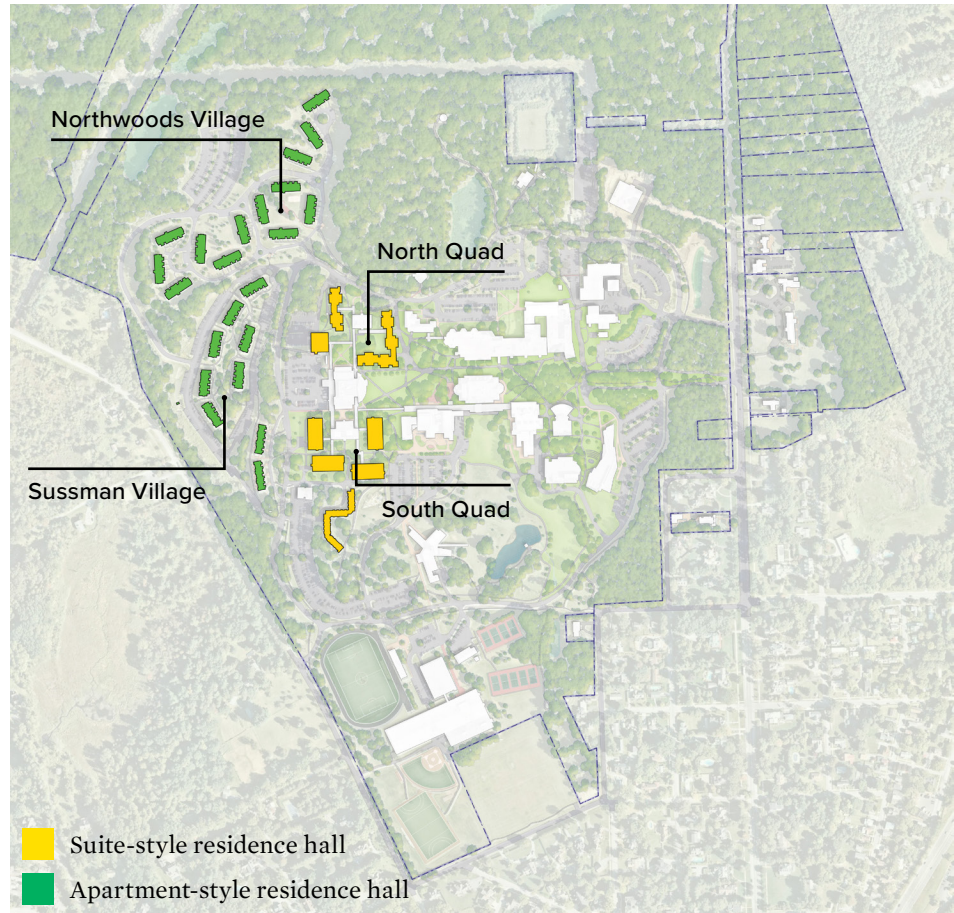 Northwoods Village
North Quad
Sussman Village
South Quad
Suite-style residence hall
Apartment-style residence hall